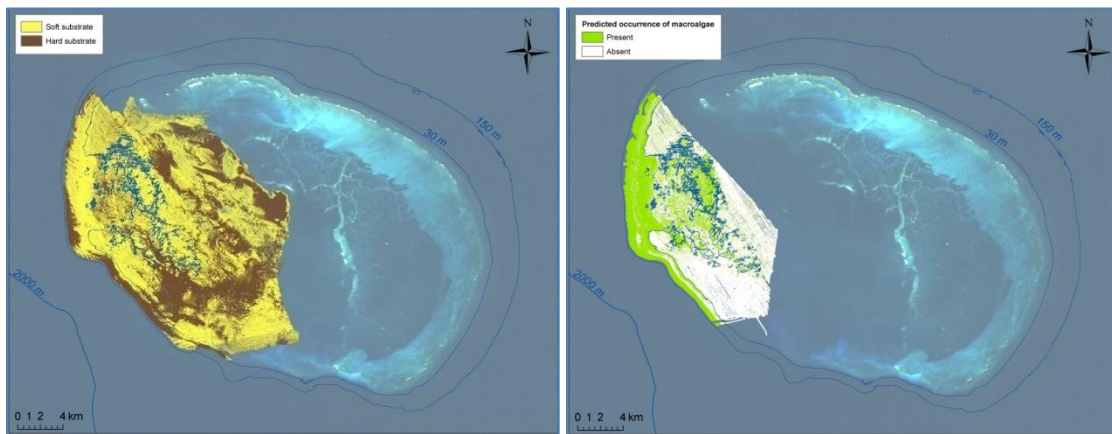 Soft substrate
Hard substrate
N
30 m
150 m
2000 m
0 1 2 4 km
Predicted occurrence of macroalgae
Present
Absent
N
30 m
150 m
2000 m
0 1 2 4 km